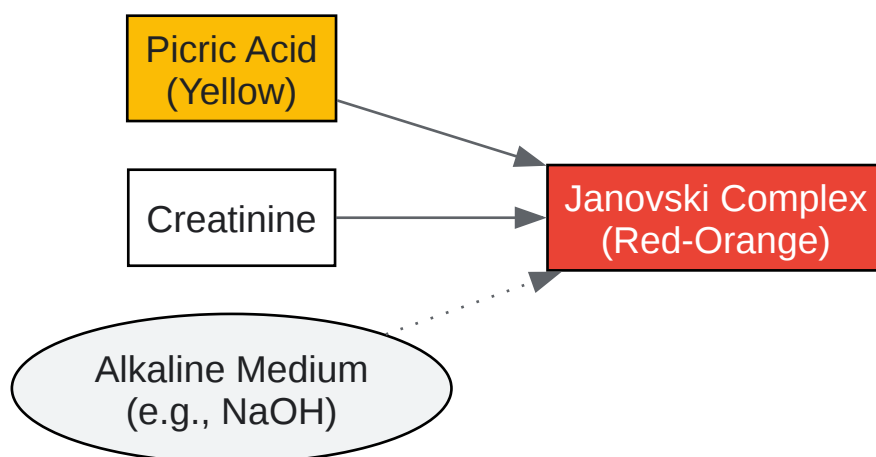 Picric Acid
(Yellow)
Creatinine
Janovski Complex
(Red-Orange)
Alkaline Medium
(e.g., NaOH)